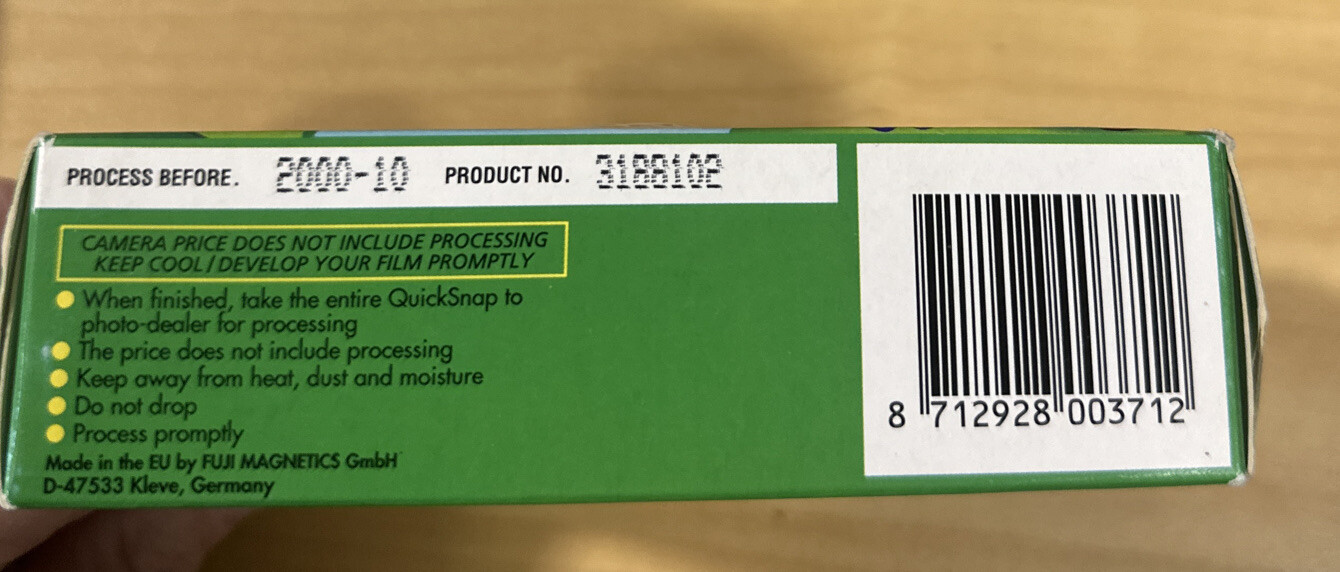 PROCESS BEFORE. 2000-10 PRODUCT NO. 3188102
CAMERA PRICE DOES NOT INCLUDE PROCESSING
KEEP COOL/DEVELOP YOUR FILM PROMPTLY
When finished, take the entire QuickSnap to
photo-dealer for processing
The price does not include processing
Keep away from heat, dust and moisture
Do not drop
Process promptly
Made in the EU by FUJI MAGNETICS GmbH
D-47533 Kleve, Germany
8 712928 003712